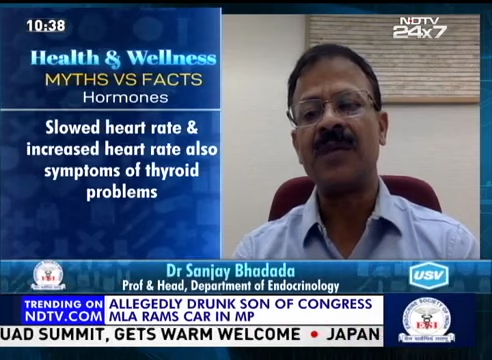 10:38
NDTV
24x7
Health & Wellness
MYTHS VS FACTS
Hormones
Slowed heart rate &
increased heart rate also
symptoms of thyroid
problems
Dr Sanjay Bhadada
Prof & Head, Department of Endocrinology
USV
TRENDING ON
NDTV.COM
ALLEGEDLY DRUNK SON OF CONGRESS
MLA RAMS CAR IN MP
UAD SUMMIT, GETS WARM WELCOME • JAPAN